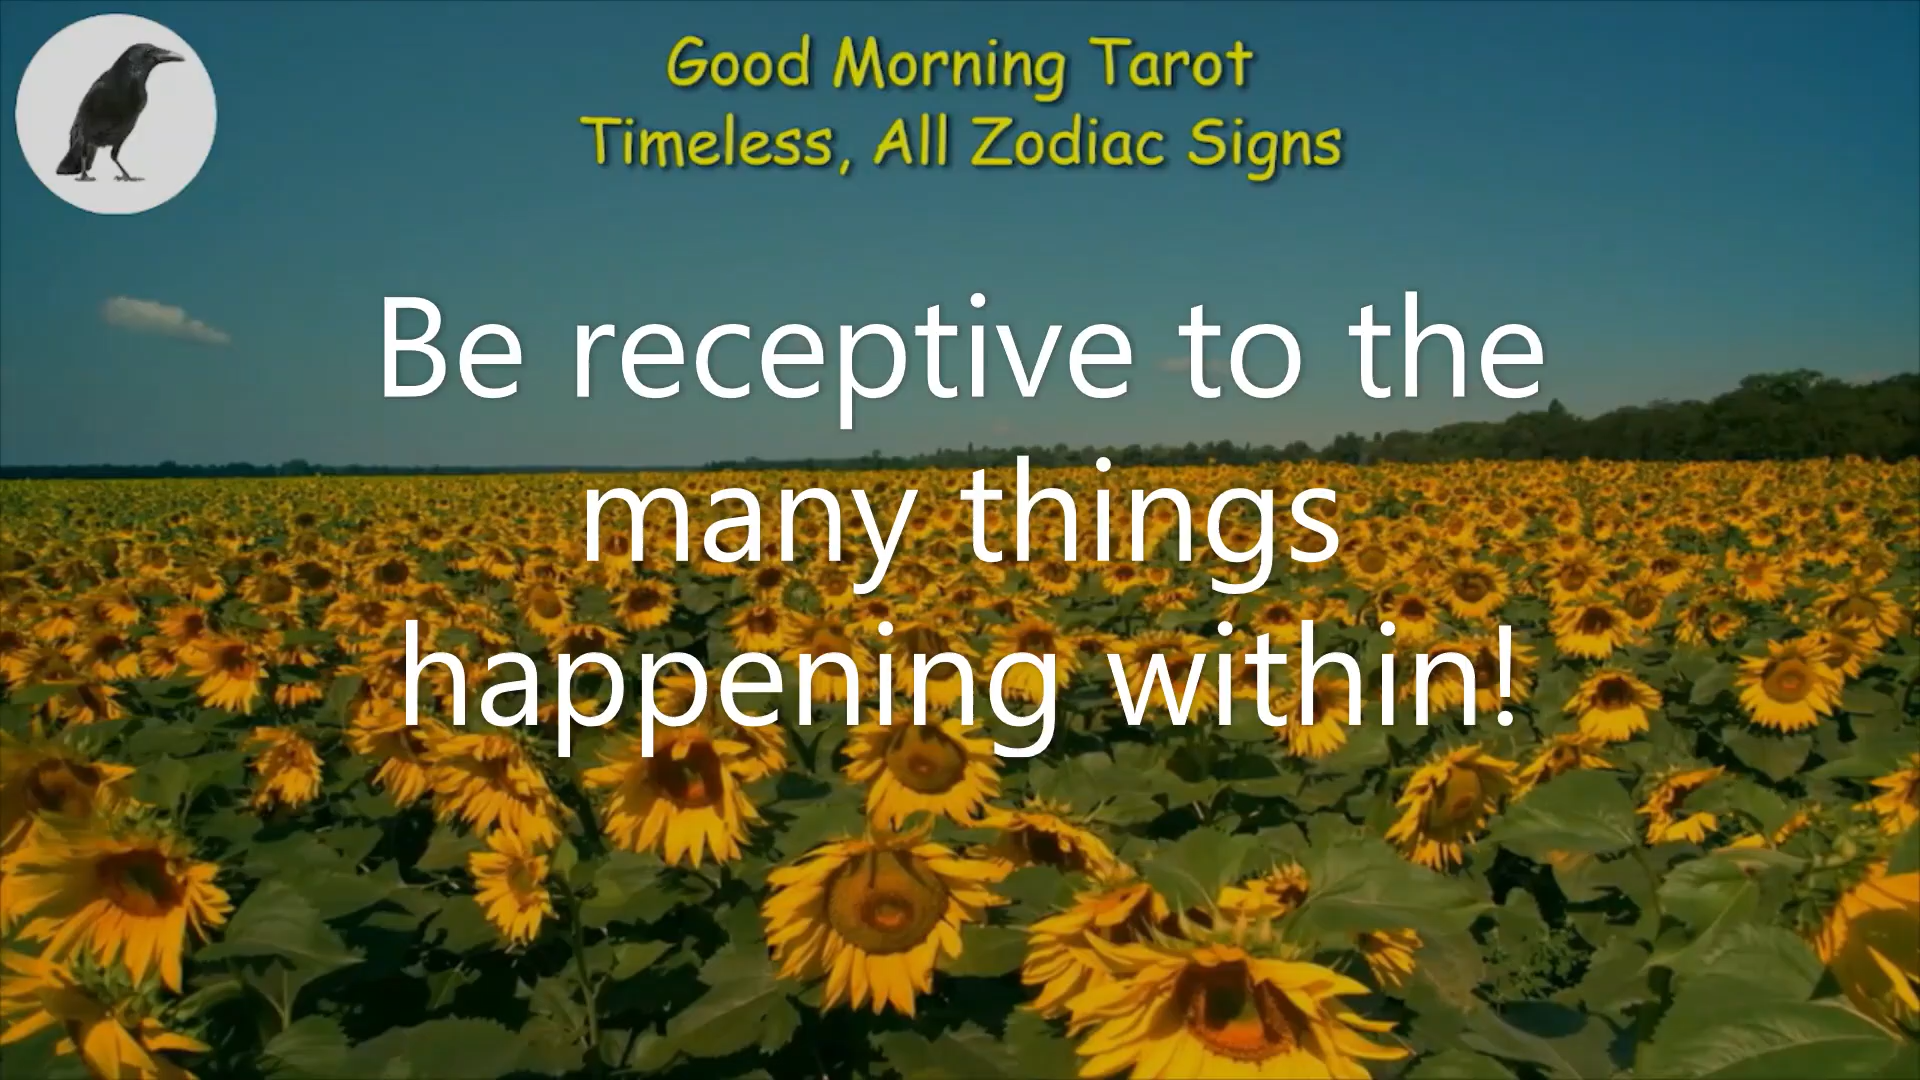 Good Morning Tarot
Timeless, All Zodiac Signs
Be receptive to the
many things
happening within!